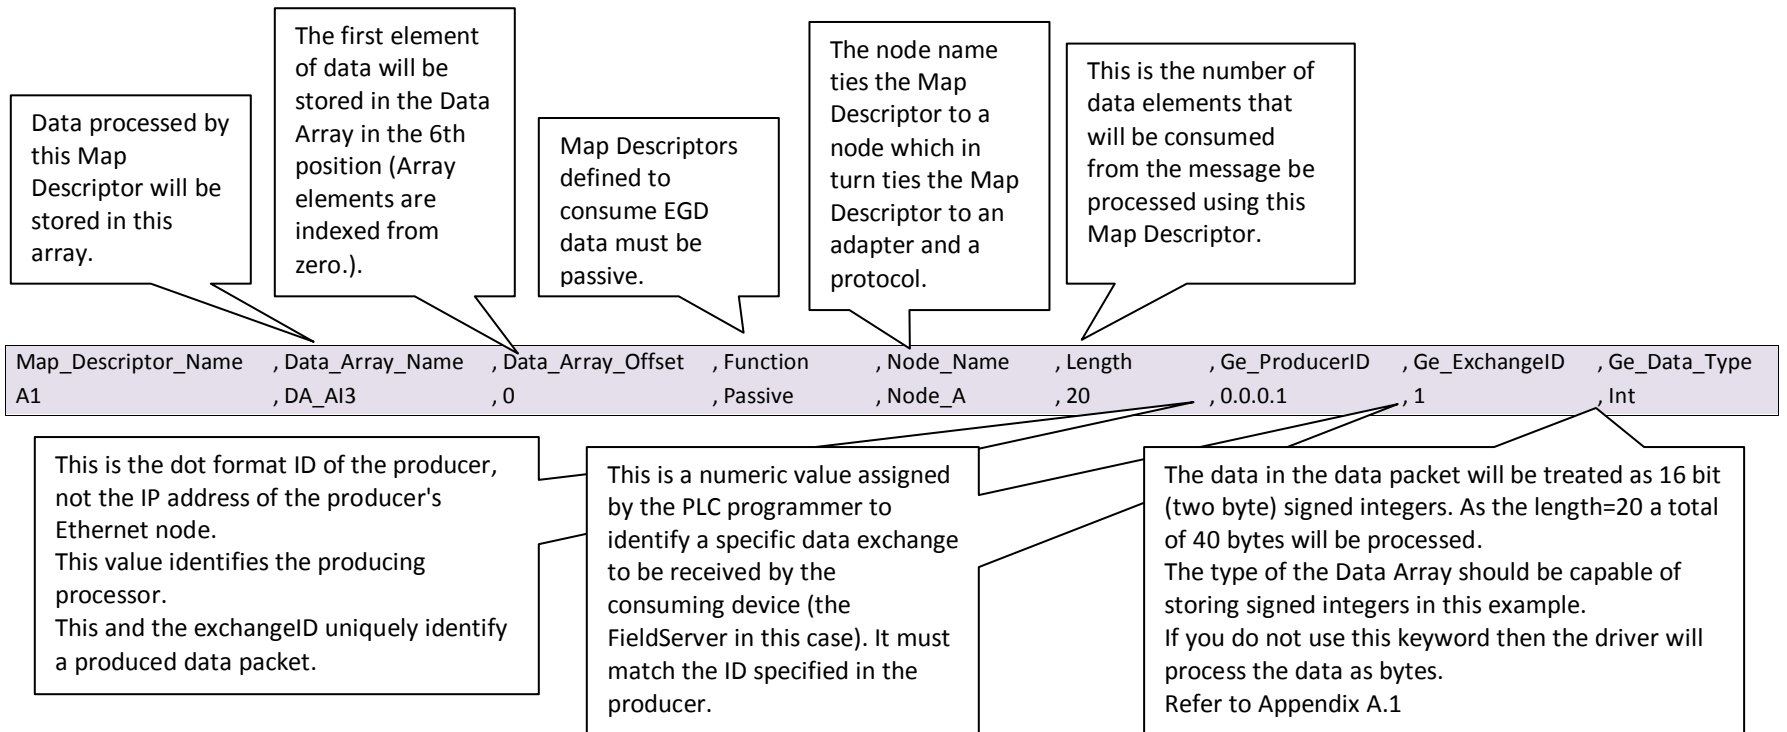 Data processed by
this Map
Descriptor will be
stored in this
array.
The first element
of data will be
stored in the Data
Array in the 6th
position (Array
elements are
indexed from
zero.).
Map Descriptors
defined to
consume EGD
data must be
passive.
The node name
ties the Map
Descriptor to a
node which in
turn ties the Map
Descriptor to an
adapter and a
protocol.
This is the number of
data elements that
will be consumed
from the message be
processed using this
Map Descriptor.
Map_Descriptor_Name , Data_Array_Name , Data_Array_Offset , Function , Node_Name , Length , Ge_ProducerID , Ge_ExchangeID , Ge_Data_Type
A1 , DA_AI3 , 0 , Passive , Node_A , 20 , 0.0.0.1 , 1 , Int
This is the dot format ID of the producer,
not the IP address of the producer's
Ethernet node.
This value identifies the producing
processor.
This and the exchangeID uniquely identify
a produced data packet.
This is a numeric value assigned
by the PLC programmer to
identify a specific data exchange
to be received by the
consuming device (the
FieldServer in this case). It must
match the ID specified in the
producer.
The data in the data packet will be treated as 16 bit
(two byte) signed integers. As the length=20 a total
of 40 bytes will be processed.
The type of the Data Array should be capable of
storing signed integers in this example.
If you do not use this keyword then the driver will
process the data as bytes.
Refer to Appendix A.1